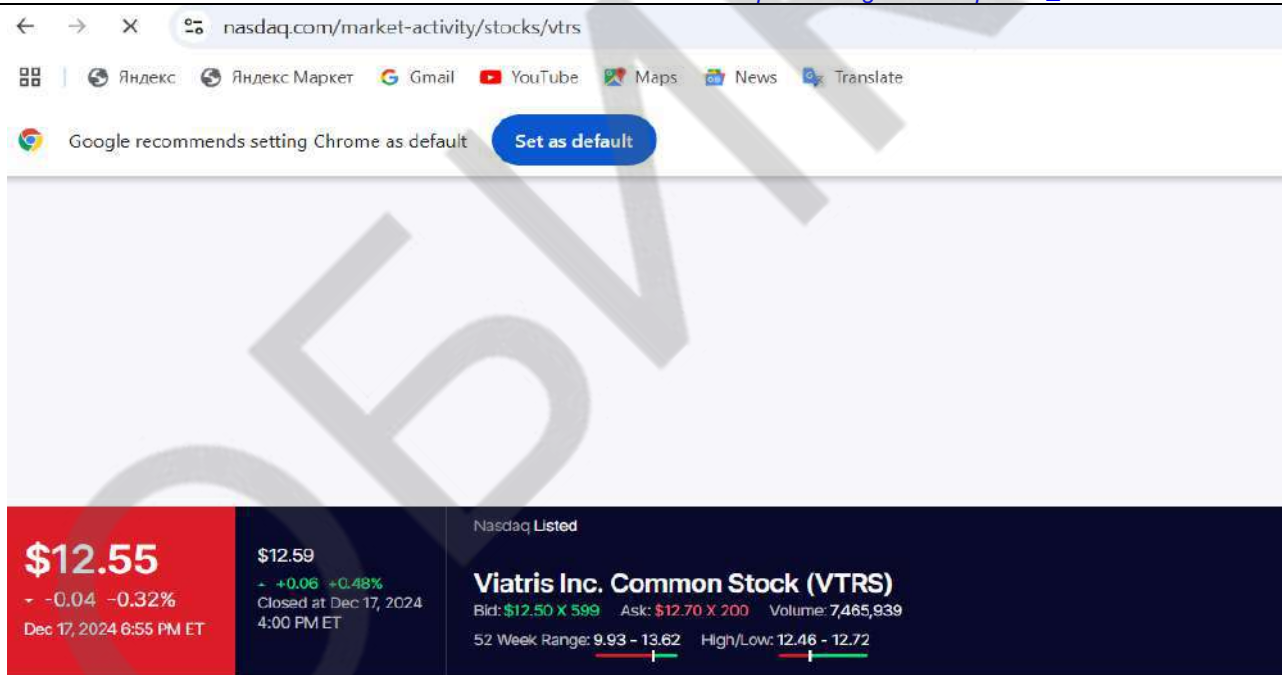 nasdaq.com/market-activity/stocks/vtrs
Яндекс Яндекс Маркет Gmail YouTube Maps News Translate
Google recommends setting Chrome as default Set as default
Nasdaq Listed
$12.55
-0.04 -0.32%
Dec 17, 2024 6:55 PM ET
$12.59
+0.06 +0.48%
Closed at Dec 17, 2024
4:00 PM ET
Viatris Inc. Common Stock (VTRS)
Bid: $12.50 X 599 Ask: $12.70 X 200 Volume: 7,465,939
52 Week Range: 9.93 - 13.62 High/Low: 12.46 - 12.72